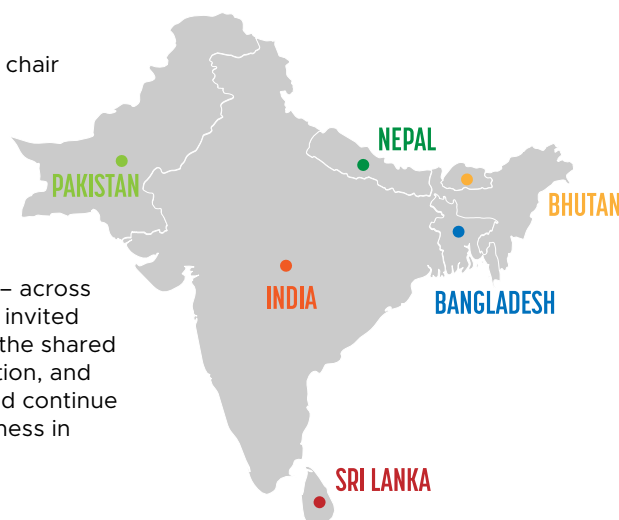 chair
NEPAL
PAKISTAN
BHUTAN
– across
INDIA
BANGLADESH
invited
the shared
tion, and
d continue
ness in
SRI LANKA